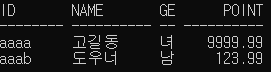 ID       NAME         GE      POINT
-------- ------------ -- ----------
aaaa     고길동       녀    9999.99
aaab     도우너       남     123.99